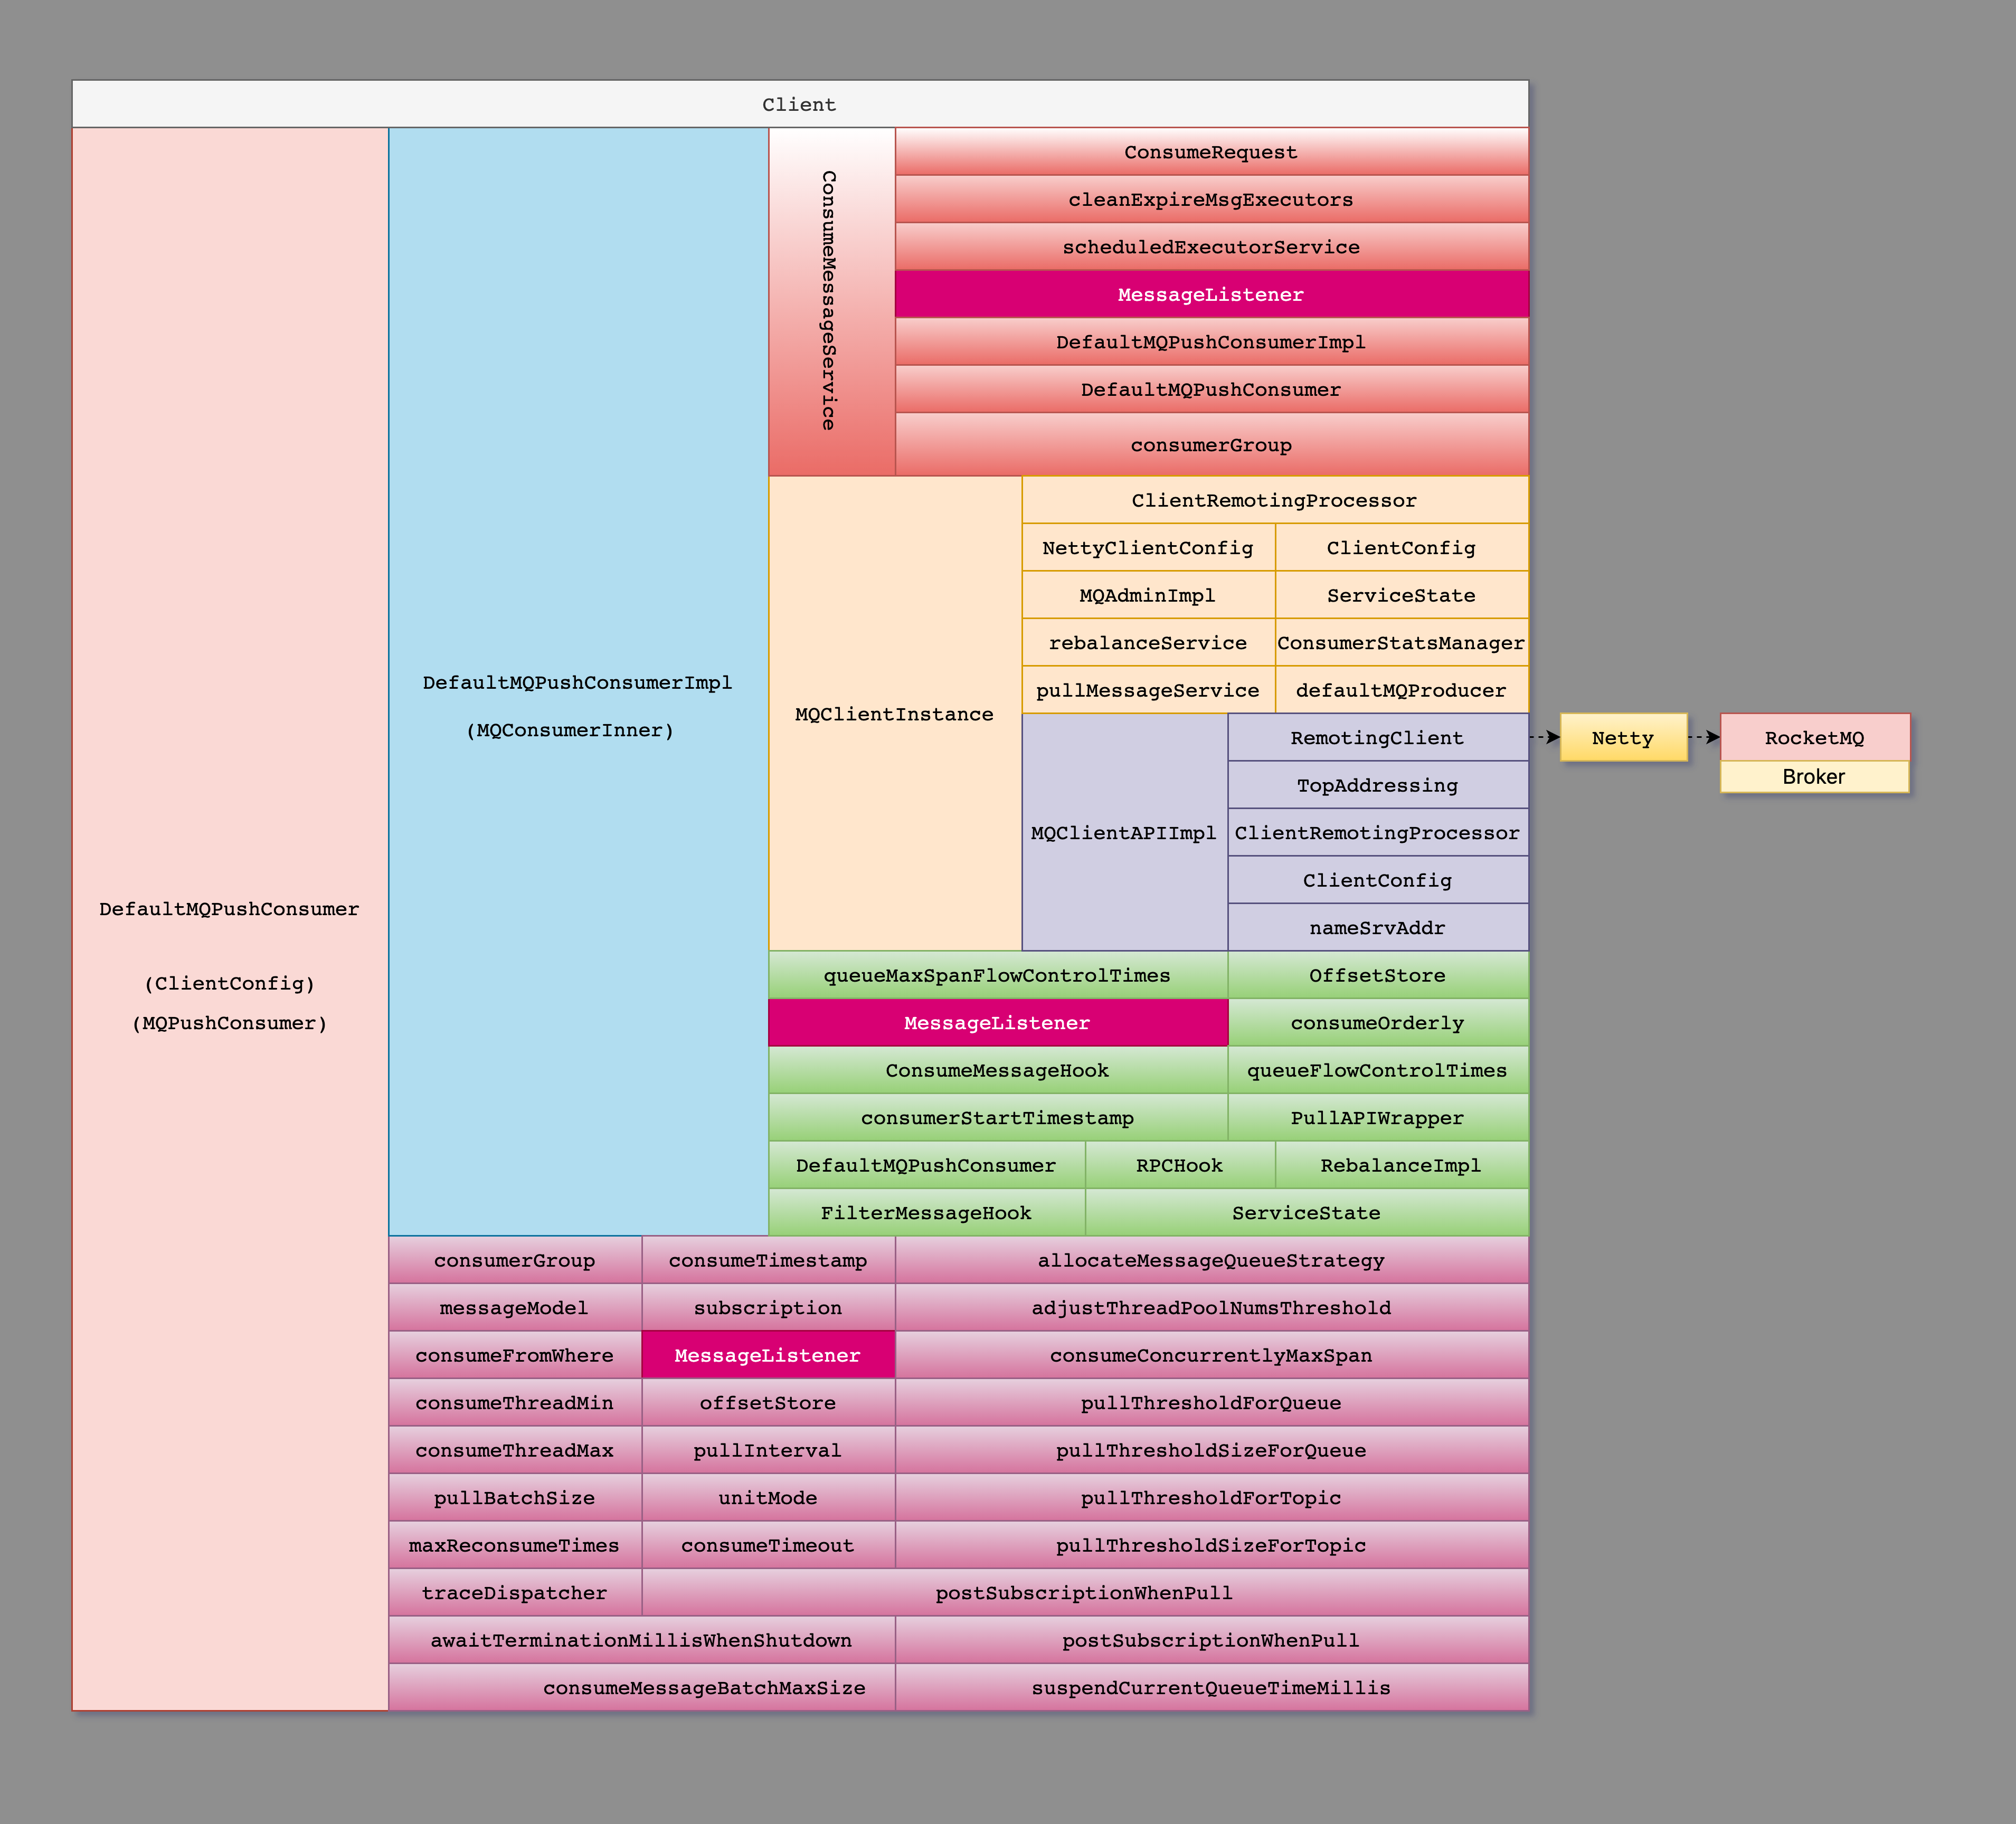 Client
DefaultMQPushConsumer
(ClientConfig)
(MQPushConsumer)
DefaultMQPushConsumerImpl
(MQConsumerInner)
ConsumeMessageService
ConsumeRequest
cleanExpireMsgExecutors
scheduledExecutorService
MessageListener
DefaultMQPushConsumerImpl
DefaultMQPushConsumer
consumerGroup
MQClientInstance
ClientRemotingProcessor
NettyClientConfig
ClientConfig
MQAdminImpl
ServiceState
rebalanceService
ConsumerStatsManager
pullMessageService
defaultMQProducer
MQClientAPIImpl
RemotingClient
TopAddressing
ClientRemotingProcessor
ClientConfig
nameSrvAddr
Netty
RocketMQ
Broker
queueMaxSpanFlowControlTimes
OffsetStore
MessageListener
consumeOrderly
ConsumeMessageHook
queueFlowControlTimes
consumerStartTimestamp
PullAPIWrapper
DefaultMQPushConsumer
RPCHook
RebalanceImpl
FilterMessageHook
ServiceState
consumerGroup
consumeTimestamp
allocateMessageQueueStrategy
messageModel
subscription
adjustThreadPoolNumsThreshold
consumeFromWhere
MessageListener
consumeConcurrentlyMaxSpan
consumeThreadMin
offsetStore
pullThresholdForQueue
consumeThreadMax
pullInterval
pullThresholdSizeForQueue
pullBatchSize
unitMode
pullThresholdForTopic
maxReconsumeTimes
consumeTimeout
pullThresholdSizeForTopic
traceDispatcher
postSubscriptionWhenPull
awaitTerminationMillisWhenShutdown
postSubscriptionWhenPull
consumeMessageBatchMaxSize
suspendCurrentQueueTimeMillis